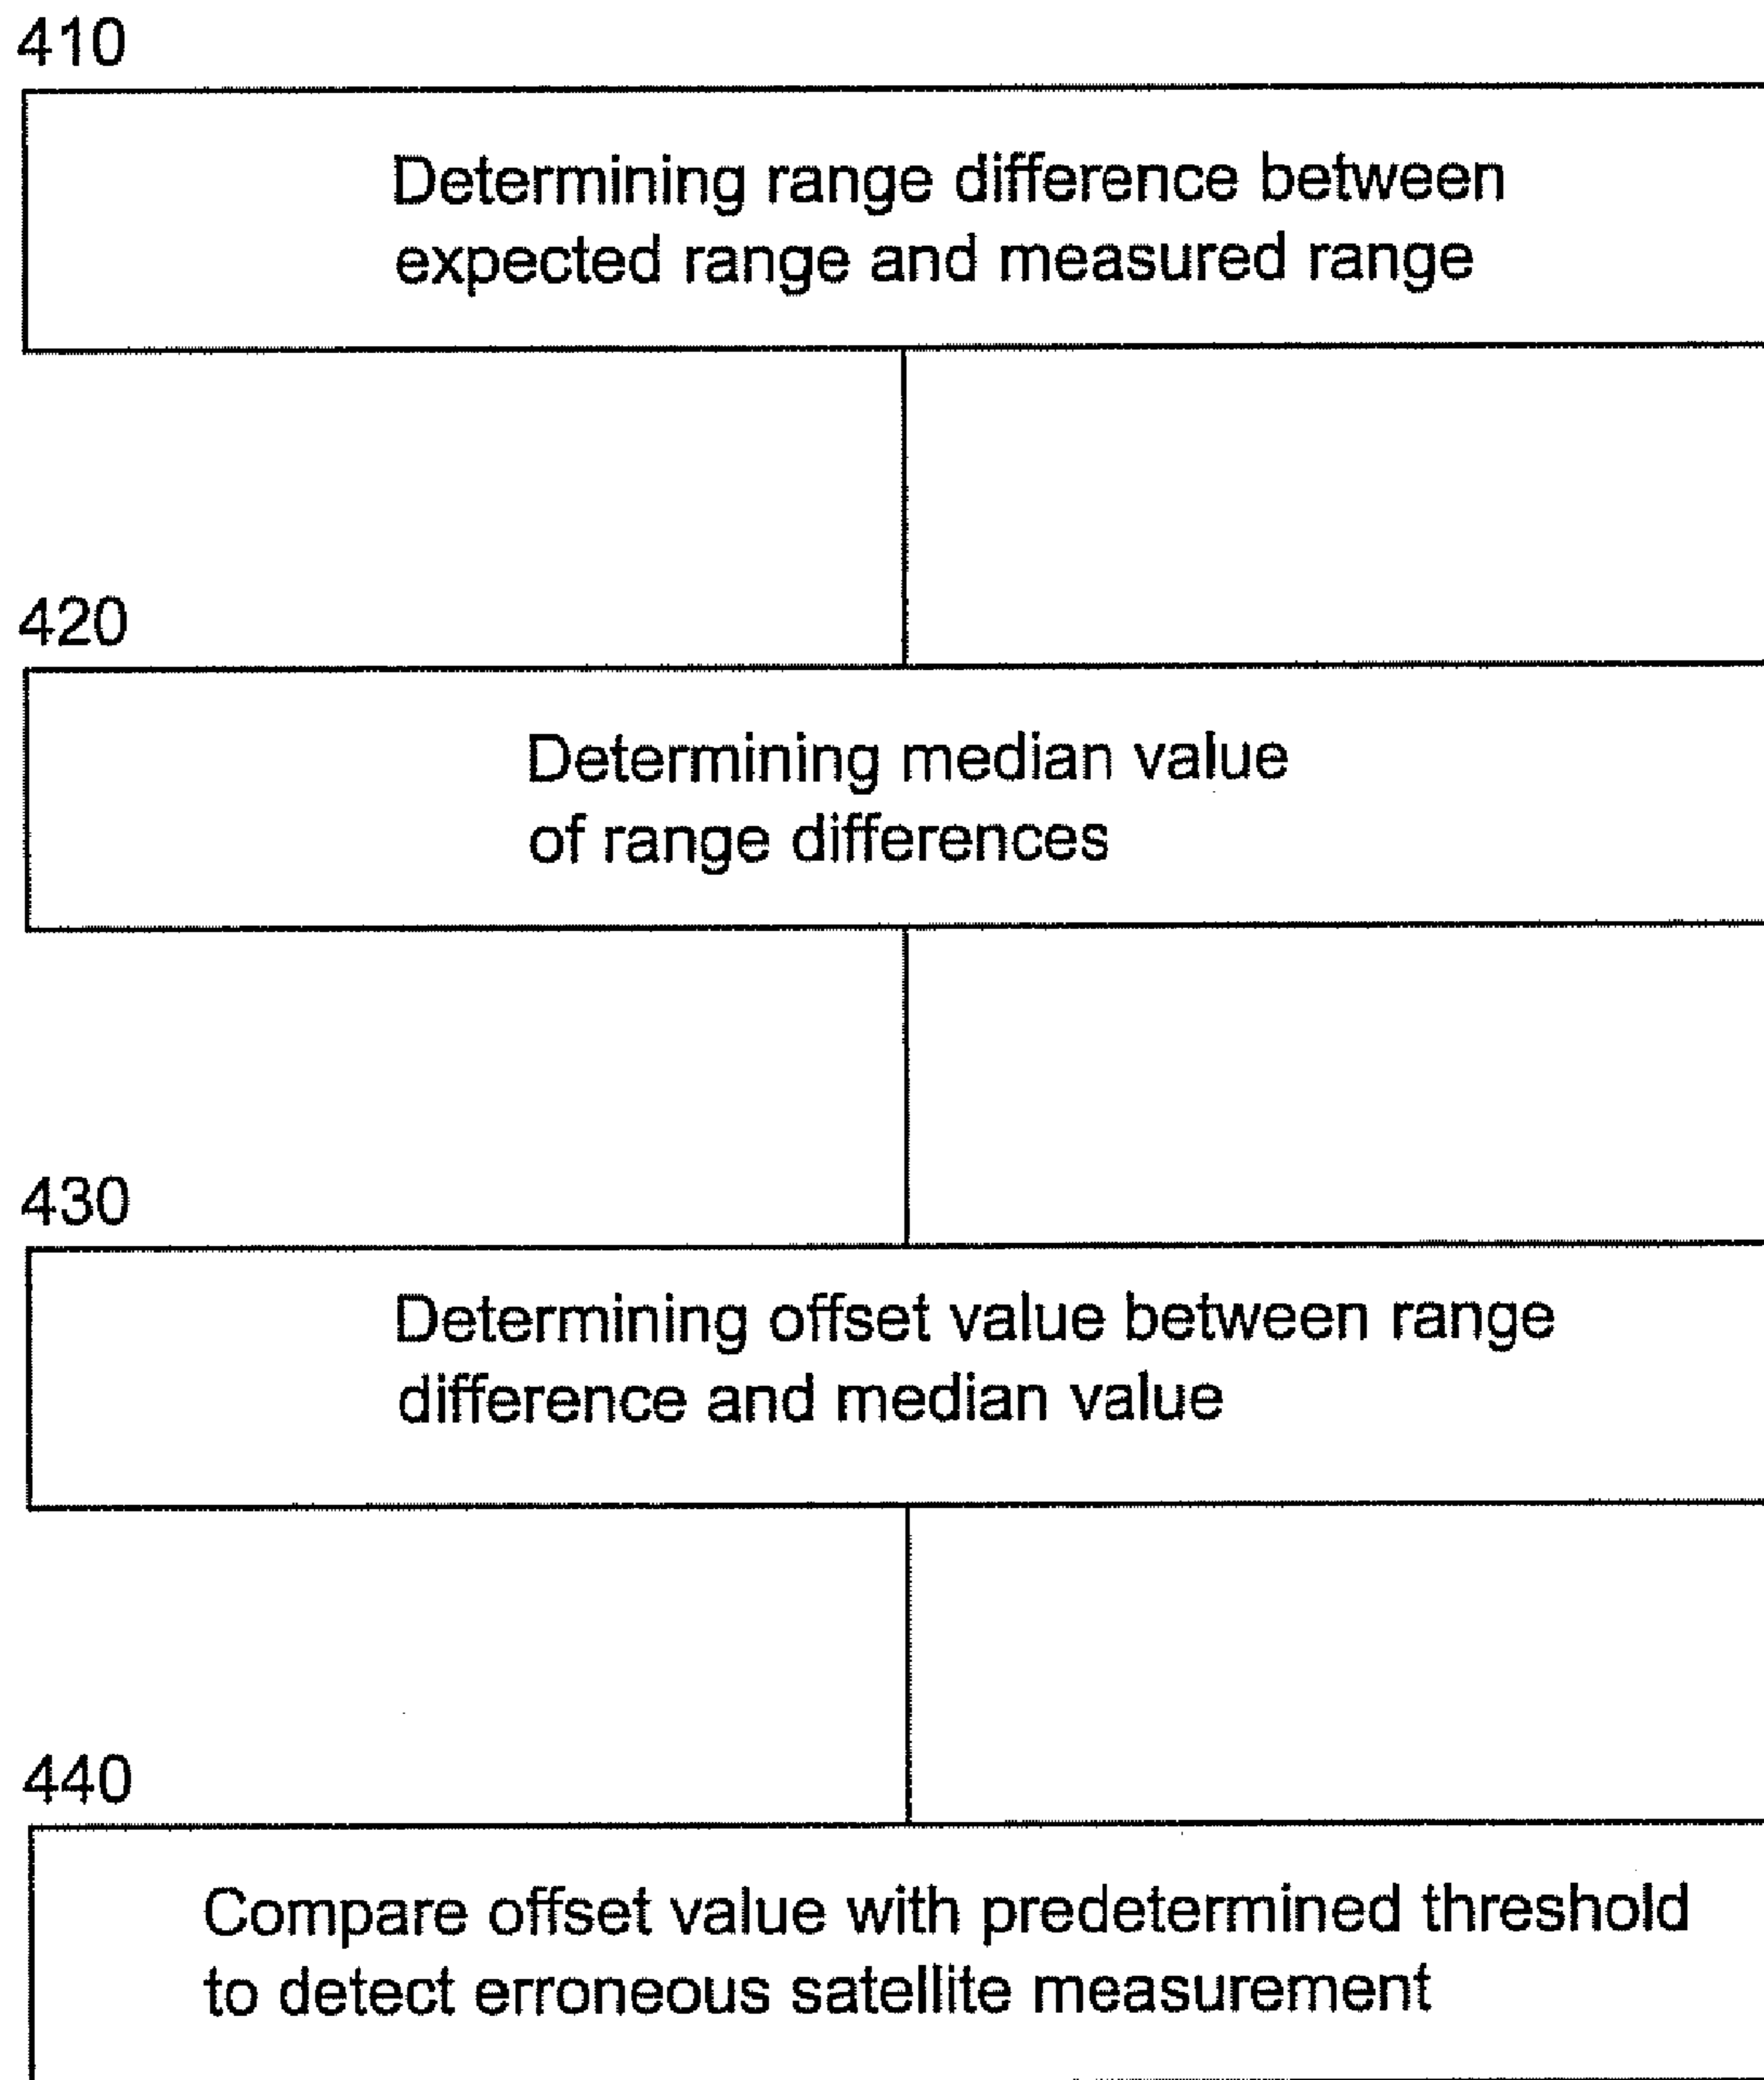 410
Determining range difference between
expected range and measured range
420
Determining median value
of range differences
430
Determining offset value between range
difference and median value
440
Compare offset value with predetermined threshold
to detect erroneous satellite measurement